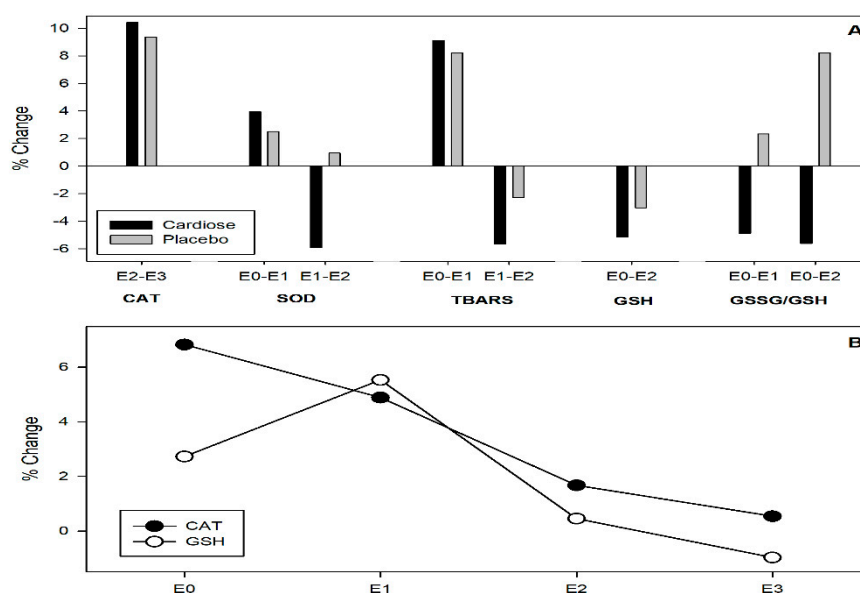 A
% Change
10
8
6
4
2
0
-2
-4
-6
Cardiose
Placebo
E2-E3 E0-E1 E1-E2 E0-E1 E1-E2 E0-E2 E0-E1 E0-E2
CAT SOD TBARS GSH GSSG/GSH
B
% Change
6
4
2
0
CAT
GSH
E0 E1 E2 E3